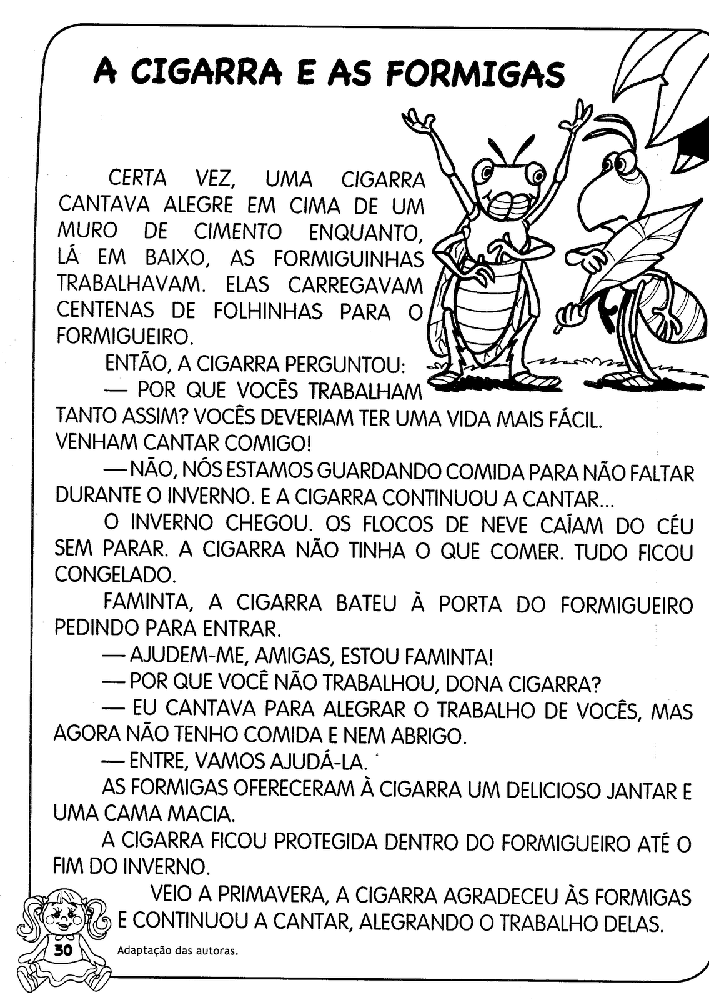 A CIGARRA E AS FORMIGAS
CERTA VEZ, UMA CIGARRA
CANTAVA ALEGRE EM CIMA DE UM
MURO DE CIMENTO ENQUANTO,
LÁ EM BAIXO, AS FORMIGUINHAS
TRABALHAVAM. ELAS CARREGAVAM
CENTENAS DE FOLHINHAS PARA O
FORMIGUEIRO.
ENTÃO, A CIGARRA PERGUNTOU:
— POR QUE VOCÊS TRABALHAM
TANTO ASSIM? VOCÊS DEVERIAM TER UMA VIDA MAIS FÁCIL.
VENHAM CANTAR COMIGO!
— NÃO, NÓS ESTAMOS GUARDANDO COMIDA PARA NÃO FALTAR
DURANTE O INVERNO. E A CIGARRA CONTINUOU A CANTAR...
O INVERNO CHEGOU. OS FLOCOS DE NEVE CAÍAM DO CÉU
SEM PARAR. A CIGARRA NÃO TINHA O QUE COMER. TUDO FICOU
CONGELADO.
FAMINTA, A CIGARRA BATEU À PORTA DO FORMIGUEIRO
PEDINDO PARA ENTRAR.
— AJUDEM-ME, AMIGAS, ESTOU FAMINTA!
— POR QUE VOCÊ NÃO TRABALHOU, DONA CIGARRA?
— EU CANTAVA PARA ALEGRAR O TRABALHO DE VOCÊS, MAS
AGORA NÃO TENHO COMIDA E NEM ABRIGO.
— ENTRE, VAMOS AJUDÁ-LA.
AS FORMIGAS OFERECERAM À CIGARRA UM DELICIOSO JANTAR E
UMA CAMA MACIA.
A CIGARRA FICOU PROTEGIDA DENTRO DO FORMIGUEIRO ATÉ O
FIM DO INVERNO.
VEIO A PRIMAVERA, A CIGARRA AGRADECEU ÀS FORMIGAS
E CONTINUOU A CANTAR, ALEGRANDO O TRABALHO DELAS.
30
Adaptação das autoras.